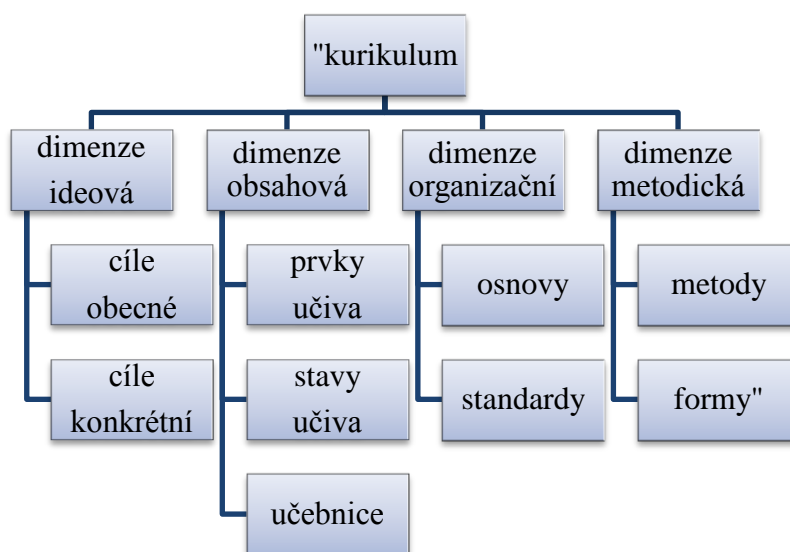 "kurikulum
dimenze
ideová
dimenze
obsahová
dimenze
organizační
dimenze
metodická
cíle
obecné
prvky
učiva
osnovy
metody
cíle
konkrétní
stavy
učiva
standardy
formy"
učebnice